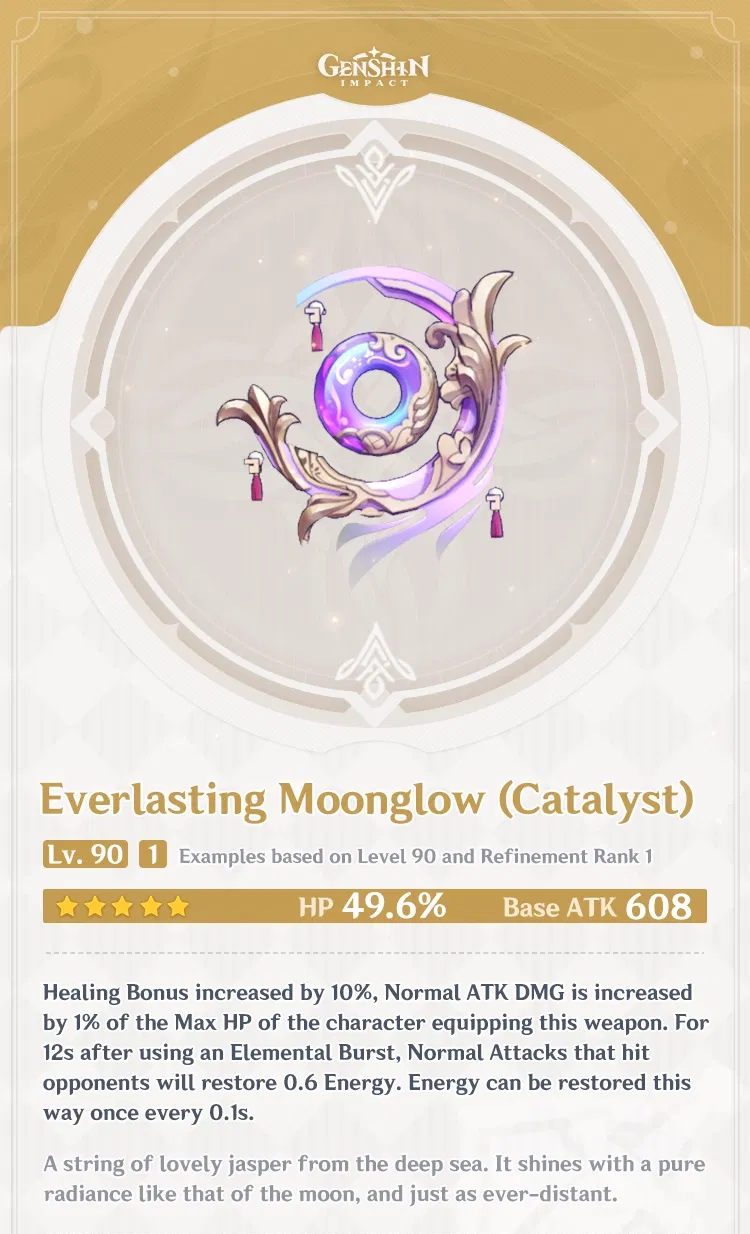 GENSHIN
IMPACT
Everlasting Moonglow (Catalyst)
Lv. 90 1 Examples based on Level 90 and Refinement Rank 1
HP 49.6% Base ATK 608
Healing Bonus increased by 10%, Normal ATK DMG is increased
by 1% of the Max HP of the character equipping this weapon. For
12s after using an Elemental Burst, Normal Attacks that hit
opponents will restore 0.6 Energy. Energy can be restored this
way once every 0.1s.
A string of lovely jasper from the deep sea. It shines with a pure
radiance like that of the moon, and just as ever-distant.